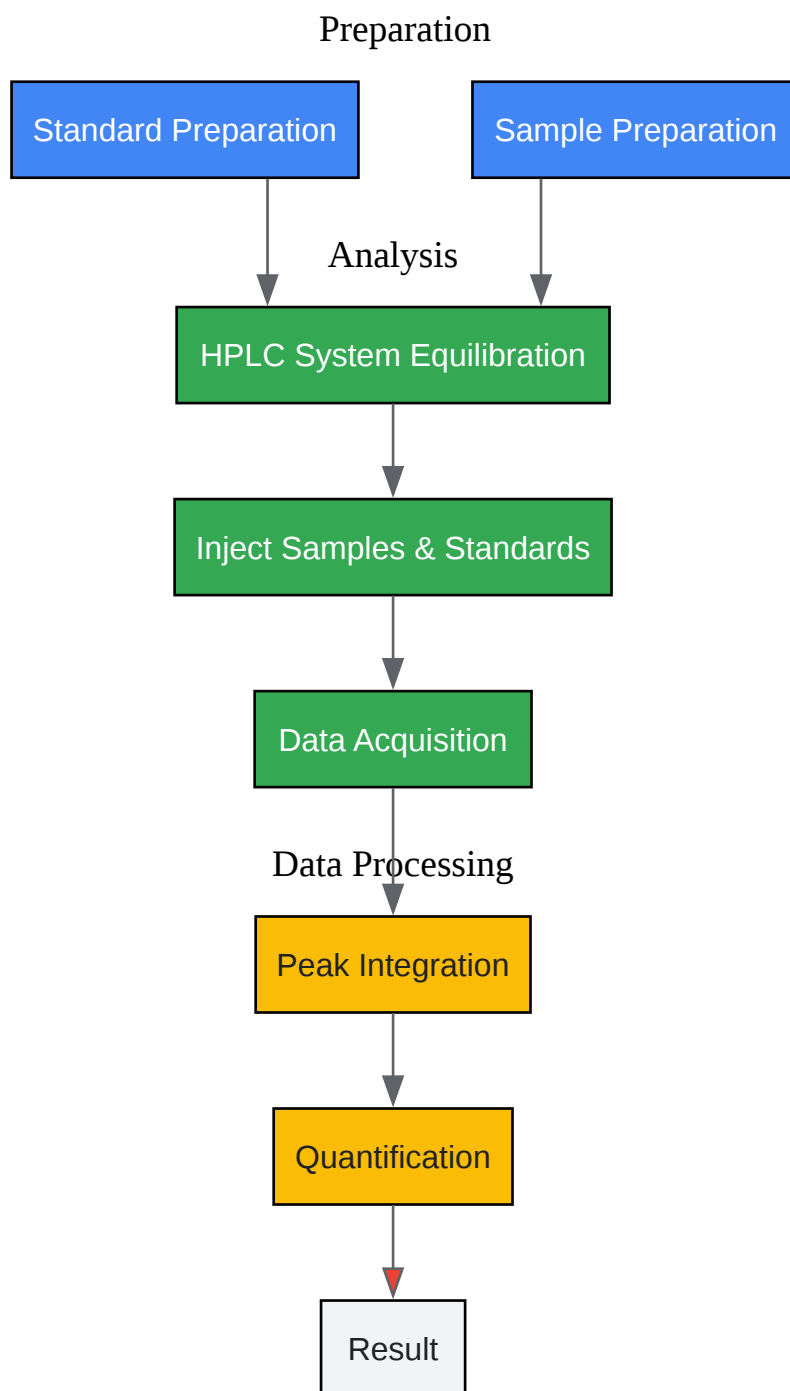 Preparation
Standard Preparation
Sample Preparation
Analysis
HPLC System Equilibration
Inject Samples & Standards
Data Acquisition
Data Processing
Peak Integration
Quantification
Result